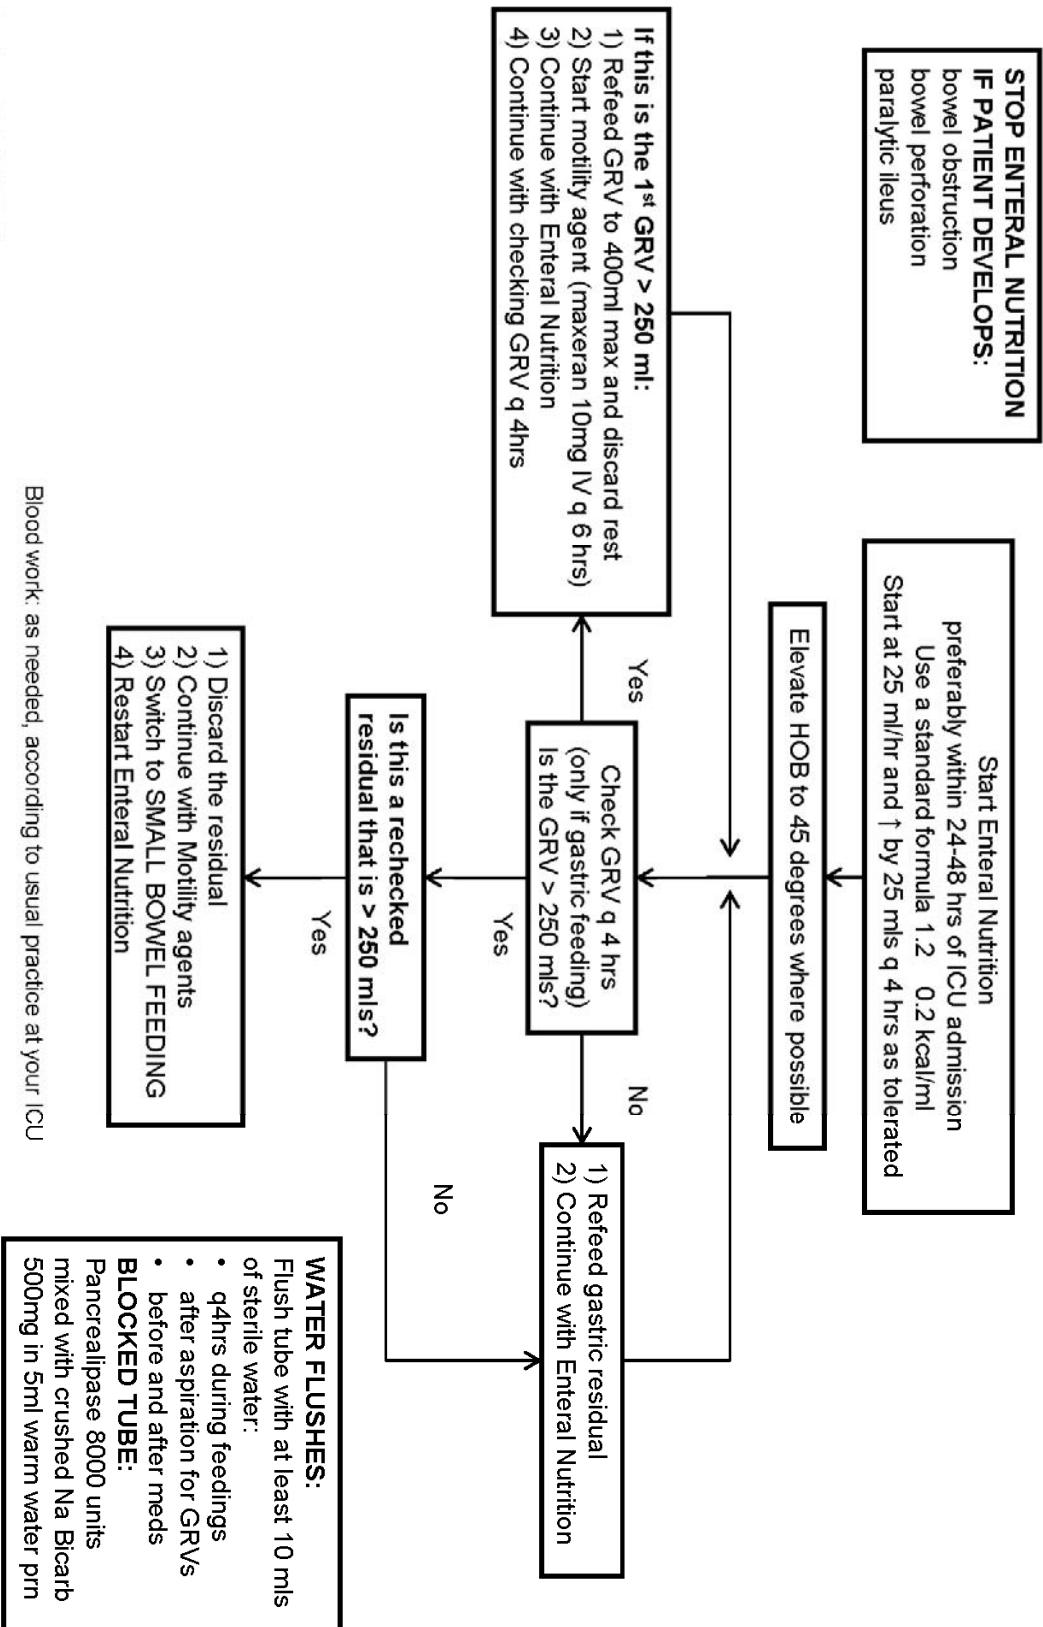 STOP ENTERAL NUTRITION
IF PATIENT DEVELOPS:
bowel obstruction
bowel perforation
paralytic ileus
Start Enteral Nutrition
preferably within 24-48 hrs of ICU admission
Use a standard formula 1.2 0.2 kcal/ml
Start at 25 ml/hr and ↑ by 25 mls q 4 hrs as tolerated
Elevate HOB to 45 degrees where possible
If this is the 1st GRV > 250 ml:
1) Refeed GRV to 400ml max and discard rest
2) Start motility agent (maxeran 10mg IV q 6 hrs)
3) Continue with Enteral Nutrition
4) Continue with checking GRV q 4hrs
Yes
Check GRV q 4 hrs
(only if gastric feeding)
Is the GRV > 250 mls?
No
1) Refeed gastric residual
2) Continue with Enteral Nutrition
Yes
Is this a rechecked
residual that is > 250 mls?
No
Yes
1) Discard the residual
2) Continue with Motility agents
3) Switch to SMALL BOWEL FEEDING
4) Restart Enteral Nutrition
WATER FLUSHES:
Flush tube with at least 10 mls
of sterile water:
• q4hrs during feedings
• after aspiration for GRVs
• before and after meds
BLOCKED TUBE:
Pancrealipase 8000 units
mixed with crushed Na Bicarb
500mg in 5ml warm water prn
Blood work: as needed, according to usual practice at your ICU